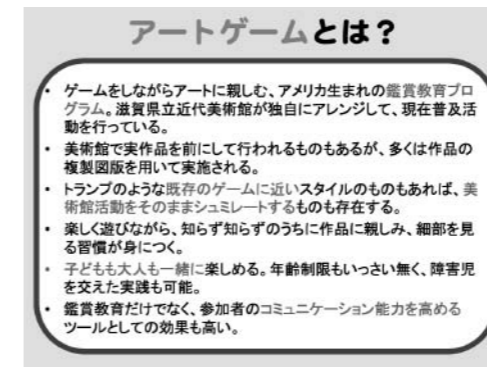 アートゲームとは？
• ゲームをしながらアートに親しむ、アメリカ生まれの鑑賞教育プロ
グラム。滋賀県立近代美術館が独自にアレンジして、現在普及活
動を行っている。
• 美術館で実作品を前にして行われるものもあるが、多くは作品の
複製図版を用いて実施される。
• トランプのような既存のゲームに近いスタイルのものもあれば、美
術館活動をそのままシュミレートするものも存在する。
• 楽しく遊びながら、知らず知らずのうちに作品に親しみ、細部を見
る習慣が身につく。
• 子どもも大人も一緒に楽しめる。年齢制限もいっさい無く、障害児
を交えた実践も可能。
• 鑑賞教育だけでなく、参加者のコミュニケーション能力を高める
ツールとしての効果も高い。